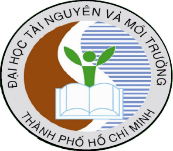 ĐẠI HỌC TÀI NGUYÊN VÀ MÔI TRƯỜNG
THÀNH PHỐ HỒ CHÍ MINH